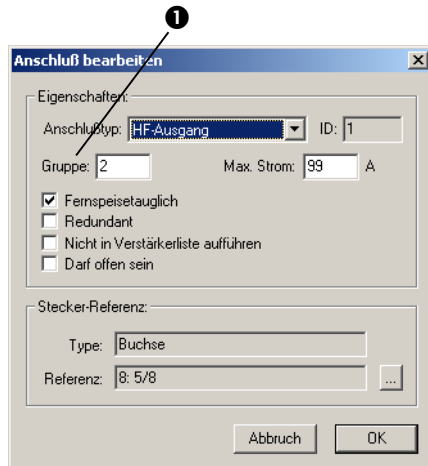 ❶
Anschluß bearbeiten
Eigenschaften:
Anschlußtyp: HF-Ausgang ID: 1
Gruppe: 2 Max. Strom: 99 A
Fernspeisetauglich
Redundant
Nicht in Verstärkerliste aufführen
Darf offen sein
Stecker-Referenz:
Type: Buchse
Referenz: 8: 5/8 ...
Abbruch OK